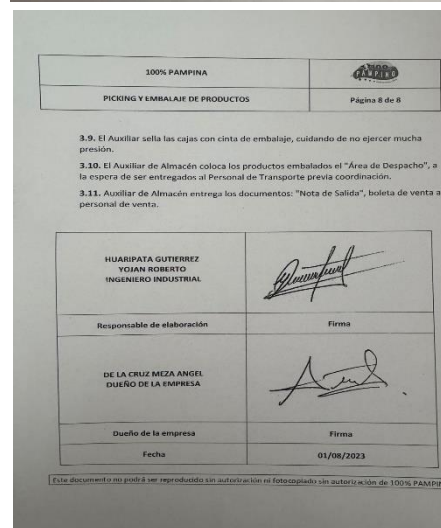 100% PAMPINA
100% PAMPINO
PICKING Y EMBALAJE DE PRODUCTOS
Página 8 de 8
3.9. El Auxiliar sella las cajas con cinta de embalaje, cuidando de no ejercer mucha
presión.
3.10. El Auxiliar de Almacén coloca los productos embalados el "Área de Despacho", a
la espera de ser entregados al Personal de Transporte previa coordinación.
3.11. Auxiliar de Almacén entrega los documentos: "Nota de Salida", boleta de venta a
personal de venta.
HUARIPATA GUTIERREZ
YOJAN ROBERTO
INGENIERO INDUSTRIAL
Responsable de elaboración
Firma
DE LA CRUZ MEZA ANGEL
DUEÑO DE LA EMPRESA
Dueño de la empresa
Firma
Fecha
01/08/2023
Este documento no podrá ser reproducido sin autorización ni fotocopiado sin autorización de 100% PAMPIN